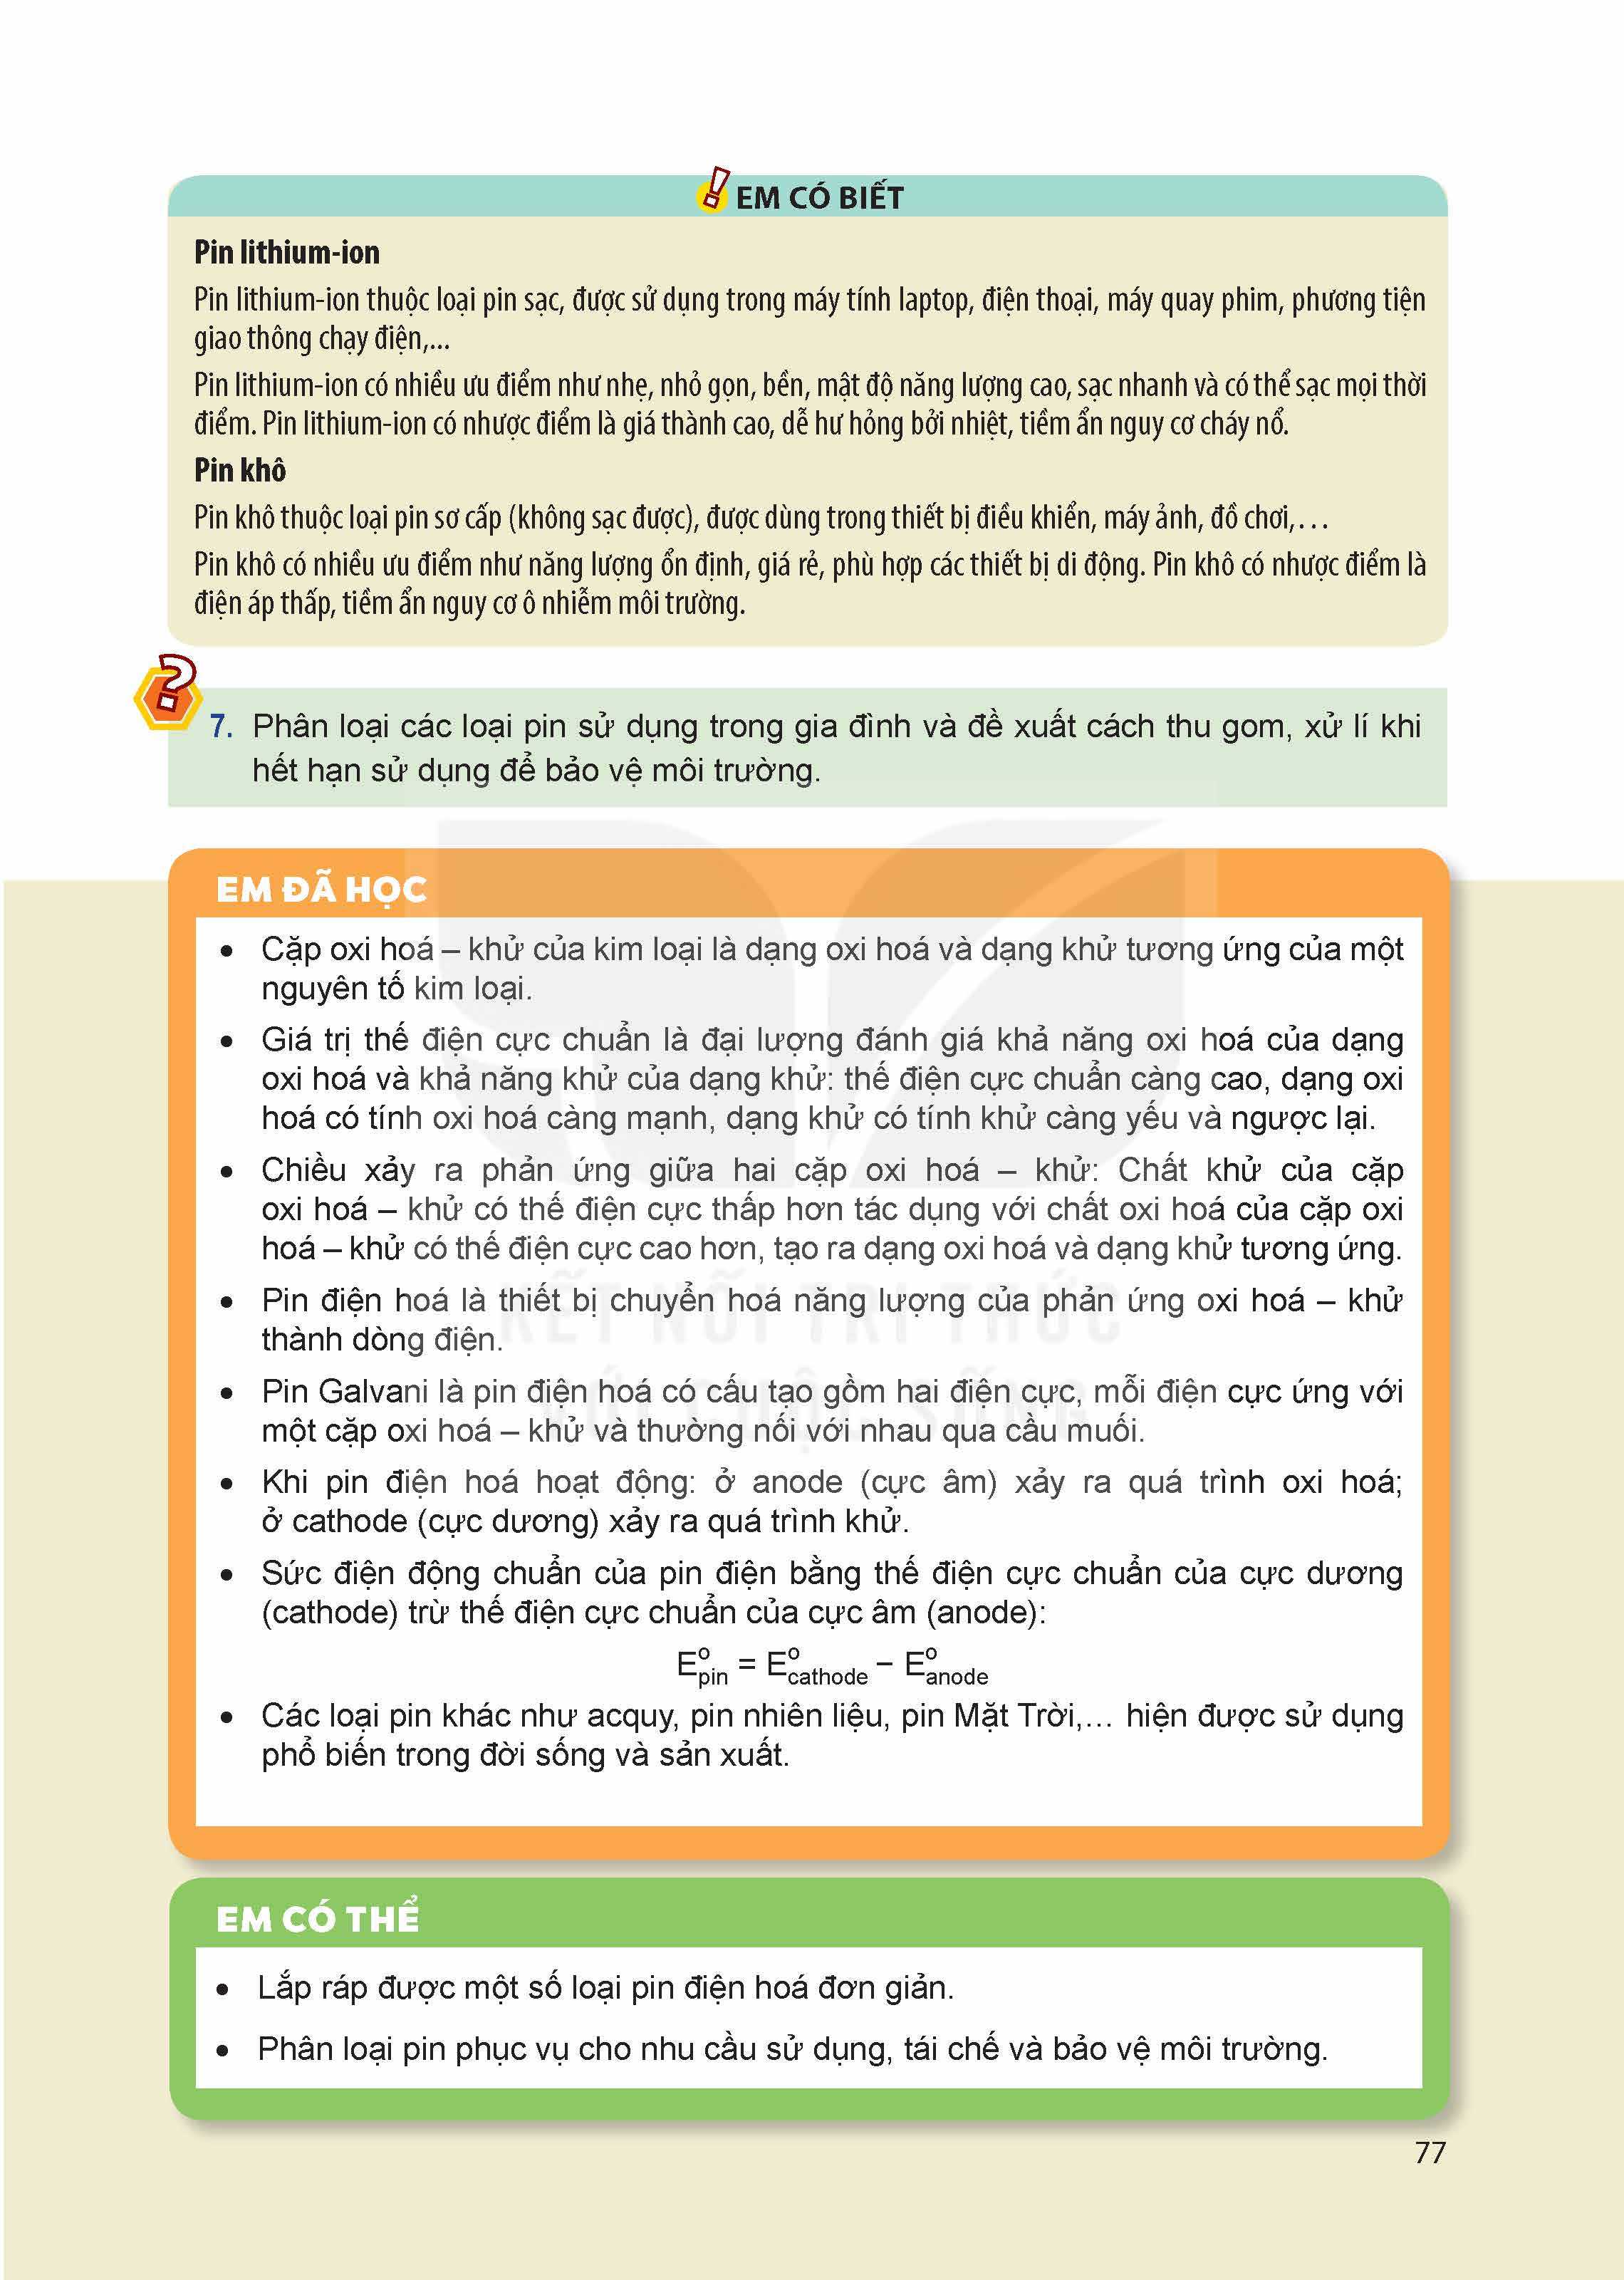 EM CÓ BIẾT
Pin lithium-ion
Pin lithium-ion thuộc loại pin sạc, được sử dụng trong máy tính laptop, điện thoại, máy quay phim, phương tiện
giao thông chạy điện,...
Pin lithium-ion có nhiều ưu điểm như nhẹ, nhỏ gọn, bền, mật độ năng lượng cao, sạc nhanh và có thể sạc mọi thời
điểm. Pin lithium-ion có nhược điểm là giá thành cao, dễ hư hỏng bởi nhiệt, tiềm ẩn nguy cơ cháy nổ.
Pin khô
Pin khô thuộc loại pin sơ cấp (không sạc được), được dùng trong thiết bị điều khiển, máy ảnh, đồ chơi,...
Pin khô có nhiều ưu điểm như năng lượng ổn định, giá rẻ, phù hợp các thiết bị di động. Pin khô có nhược điểm là
điện áp thấp, tiềm ẩn nguy cơ ô nhiễm môi trường.
7. Phân loại các loại pin sử dụng trong gia đình và đề xuất cách thu gom, xử lí khi
hết hạn sử dụng để bảo vệ môi trường.
EM ĐÃ HỌC
• Cặp oxi hoá – khử của kim loại là dạng oxi hoá và dạng khử tương ứng của một
nguyên tố kim loại.
• Giá trị thế điện cực chuẩn là đại lượng đánh giá khả năng oxi hoá của dạng
oxi hoá và khả năng khử của dạng khử: thế điện cực chuẩn càng cao, dạng oxi
hoá có tính oxi hoá càng mạnh, dạng khử có tính khử càng yếu và ngược lại.
• Chiều xảy ra phản ứng giữa hai cặp oxi hoá – khử: Chất khử của cặp
oxi hoá – khử có thế điện cực thấp hơn tác dụng với chất oxi hoá của cặp oxi
hoá – khử có thế điện cực cao hơn, tạo ra dạng oxi hoá và dạng khử tương ứng.
• Pin điện hoá là thiết bị chuyển hoá năng lượng của phản ứng oxi hoá – khử
thành dòng điện.
• Pin Galvani là pin điện hoá có cấu tạo gồm hai điện cực, mỗi điện cực ứng với
một cặp oxi hoá – khử và thường nối với nhau qua cầu muối.
• Khi pin điện hoá hoạt động: ở anode (cực âm) xảy ra quá trình oxi hoá;
ở cathode (cực dương) xảy ra quá trình khử.
• Sức điện động chuẩn của pin điện bằng thế điện cực chuẩn của cực dương
(cathode) trừ thế điện cực chuẩn của cực âm (anode):
E°pin = E°cathode − E°anode
• Các loại pin khác như acquy, pin nhiên liệu, pin Mặt Trời,... hiện được sử dụng
phổ biến trong đời sống và sản xuất.
KẾT NỐI TRI THỨC
VỚI CUỘC SỐNG
EM CÓ THỂ
• Lắp ráp được một số loại pin điện hoá đơn giản.
• Phân loại pin phục vụ cho nhu cầu sử dụng, tái chế và bảo vệ môi trường.
77